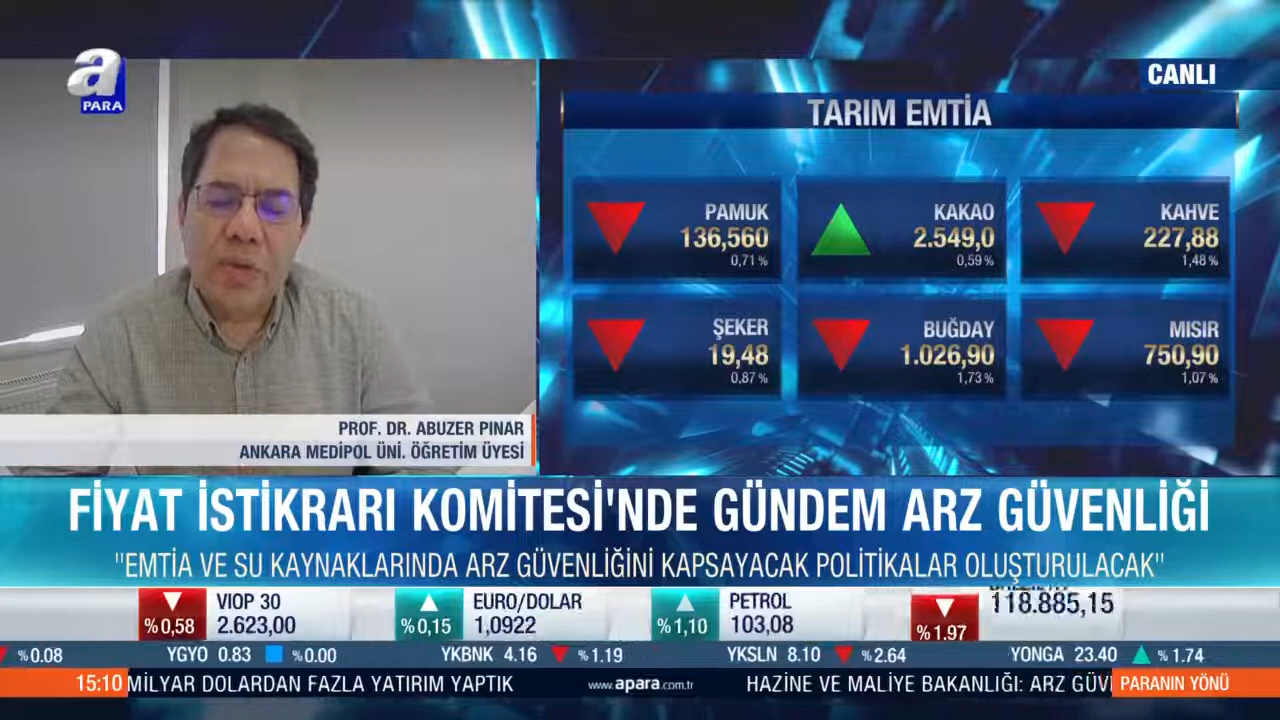 a
PARA
CANLI
TARIM EMTİA
PAMUK
136,560
0,71 %
KAKAO
2.549,0
0,59 %
KAHVE
227,88
1,48 %
ŞEKER
19,48
0,87 %
BUĞDAY
1.026,90
1,73 %
MISIR
750,90
1,07 %
PROF. DR. ABUZER PINAR
ANKARA MEDİPOL ÜNİ. ÖĞRETİM ÜYESİ
FİYAT İSTİKRARI KOMİTESİ'NDE GÜNDEM ARZ GÜVENLİĞİ
"EMTİA VE SU KAYNAKLARINDA ARZ GÜVENLİĞİNİ KAPSAYACAK POLİTİKALAR OLUŞTURULACAK"
%0,58 VIOP 30 2.623,00
%0,15 EURO/DOLAR 1,0922
%1,10 PETROL 103,08
%1,97 118.885,15
%0.08 YGYO 0.83 %0.00 YKBNK 4.16 %1.19 YKSLN 8.10 %2.64 YONGA 23.40 %1.74
15:10 MİLYAR DOLARDAN FAZLA YATIRIM YAPTIK www.apara.com.tr HAZİNE VE MALİYE BAKANLIĞI: ARZ GÜV PARANIN YÖNÜ